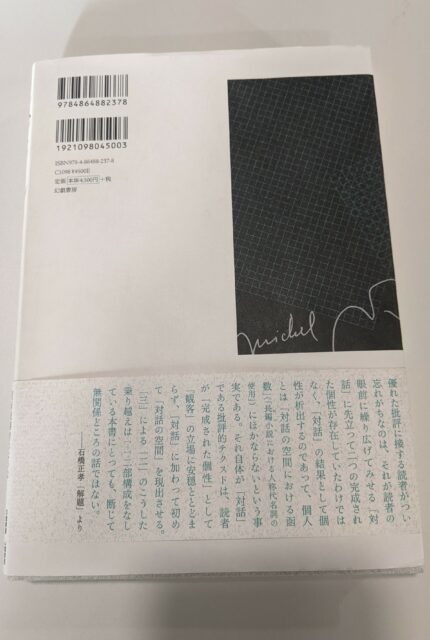 9784864882378
1921098045003
ISBN978-4-86488-237-8
C1098 ¥4500E
定価 本体4,500円 +税
幻戯書房
michel
優れた批評に接する読者がつい
忘れがちなのは、それが読者の
眼前に繰り広げてみせる「対
話」に先立って二つの完成され
た個性が存在していたわけでは
なく、「対話」の結果として個
性が析出するのであって、個人
とは「対話の空間における函
数(三長編小説における人称代名詞の
使用)」にほかならないという事
実である。それ自体が「対話」
である批評的テクストは、読者
が「完成された個性」として
「観客」の立場に安穏ととどま
らず、「対話」に加わって初め
て「対話の空間」を現出させる。
「三」による「二」のこうした
乗り越えは、三部構成をなし
ている本書にとっても、断じて
無関係どころの話ではない。
――石橋正孝「解題」より